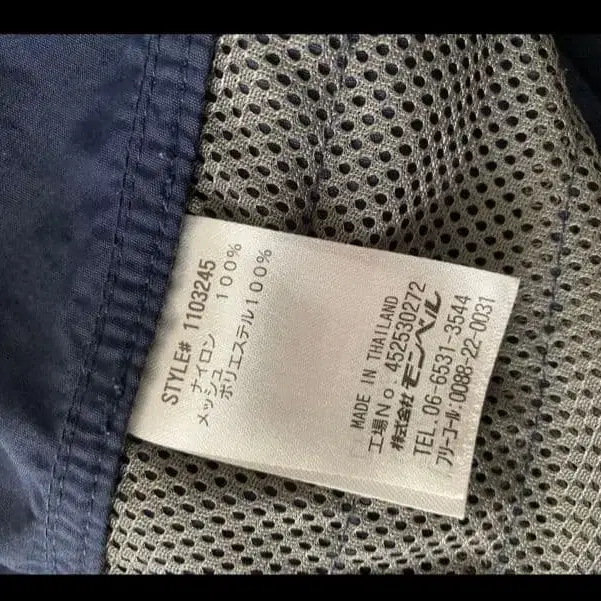 STYLE# 1103245
ナイロン 100%
メッシュ
ポリエステル100%
MADE IN THAILAND
工場No. 452530272
株式会社 モンベル
TEL. 06-6531-3544
フリーコール:0088-22-0031